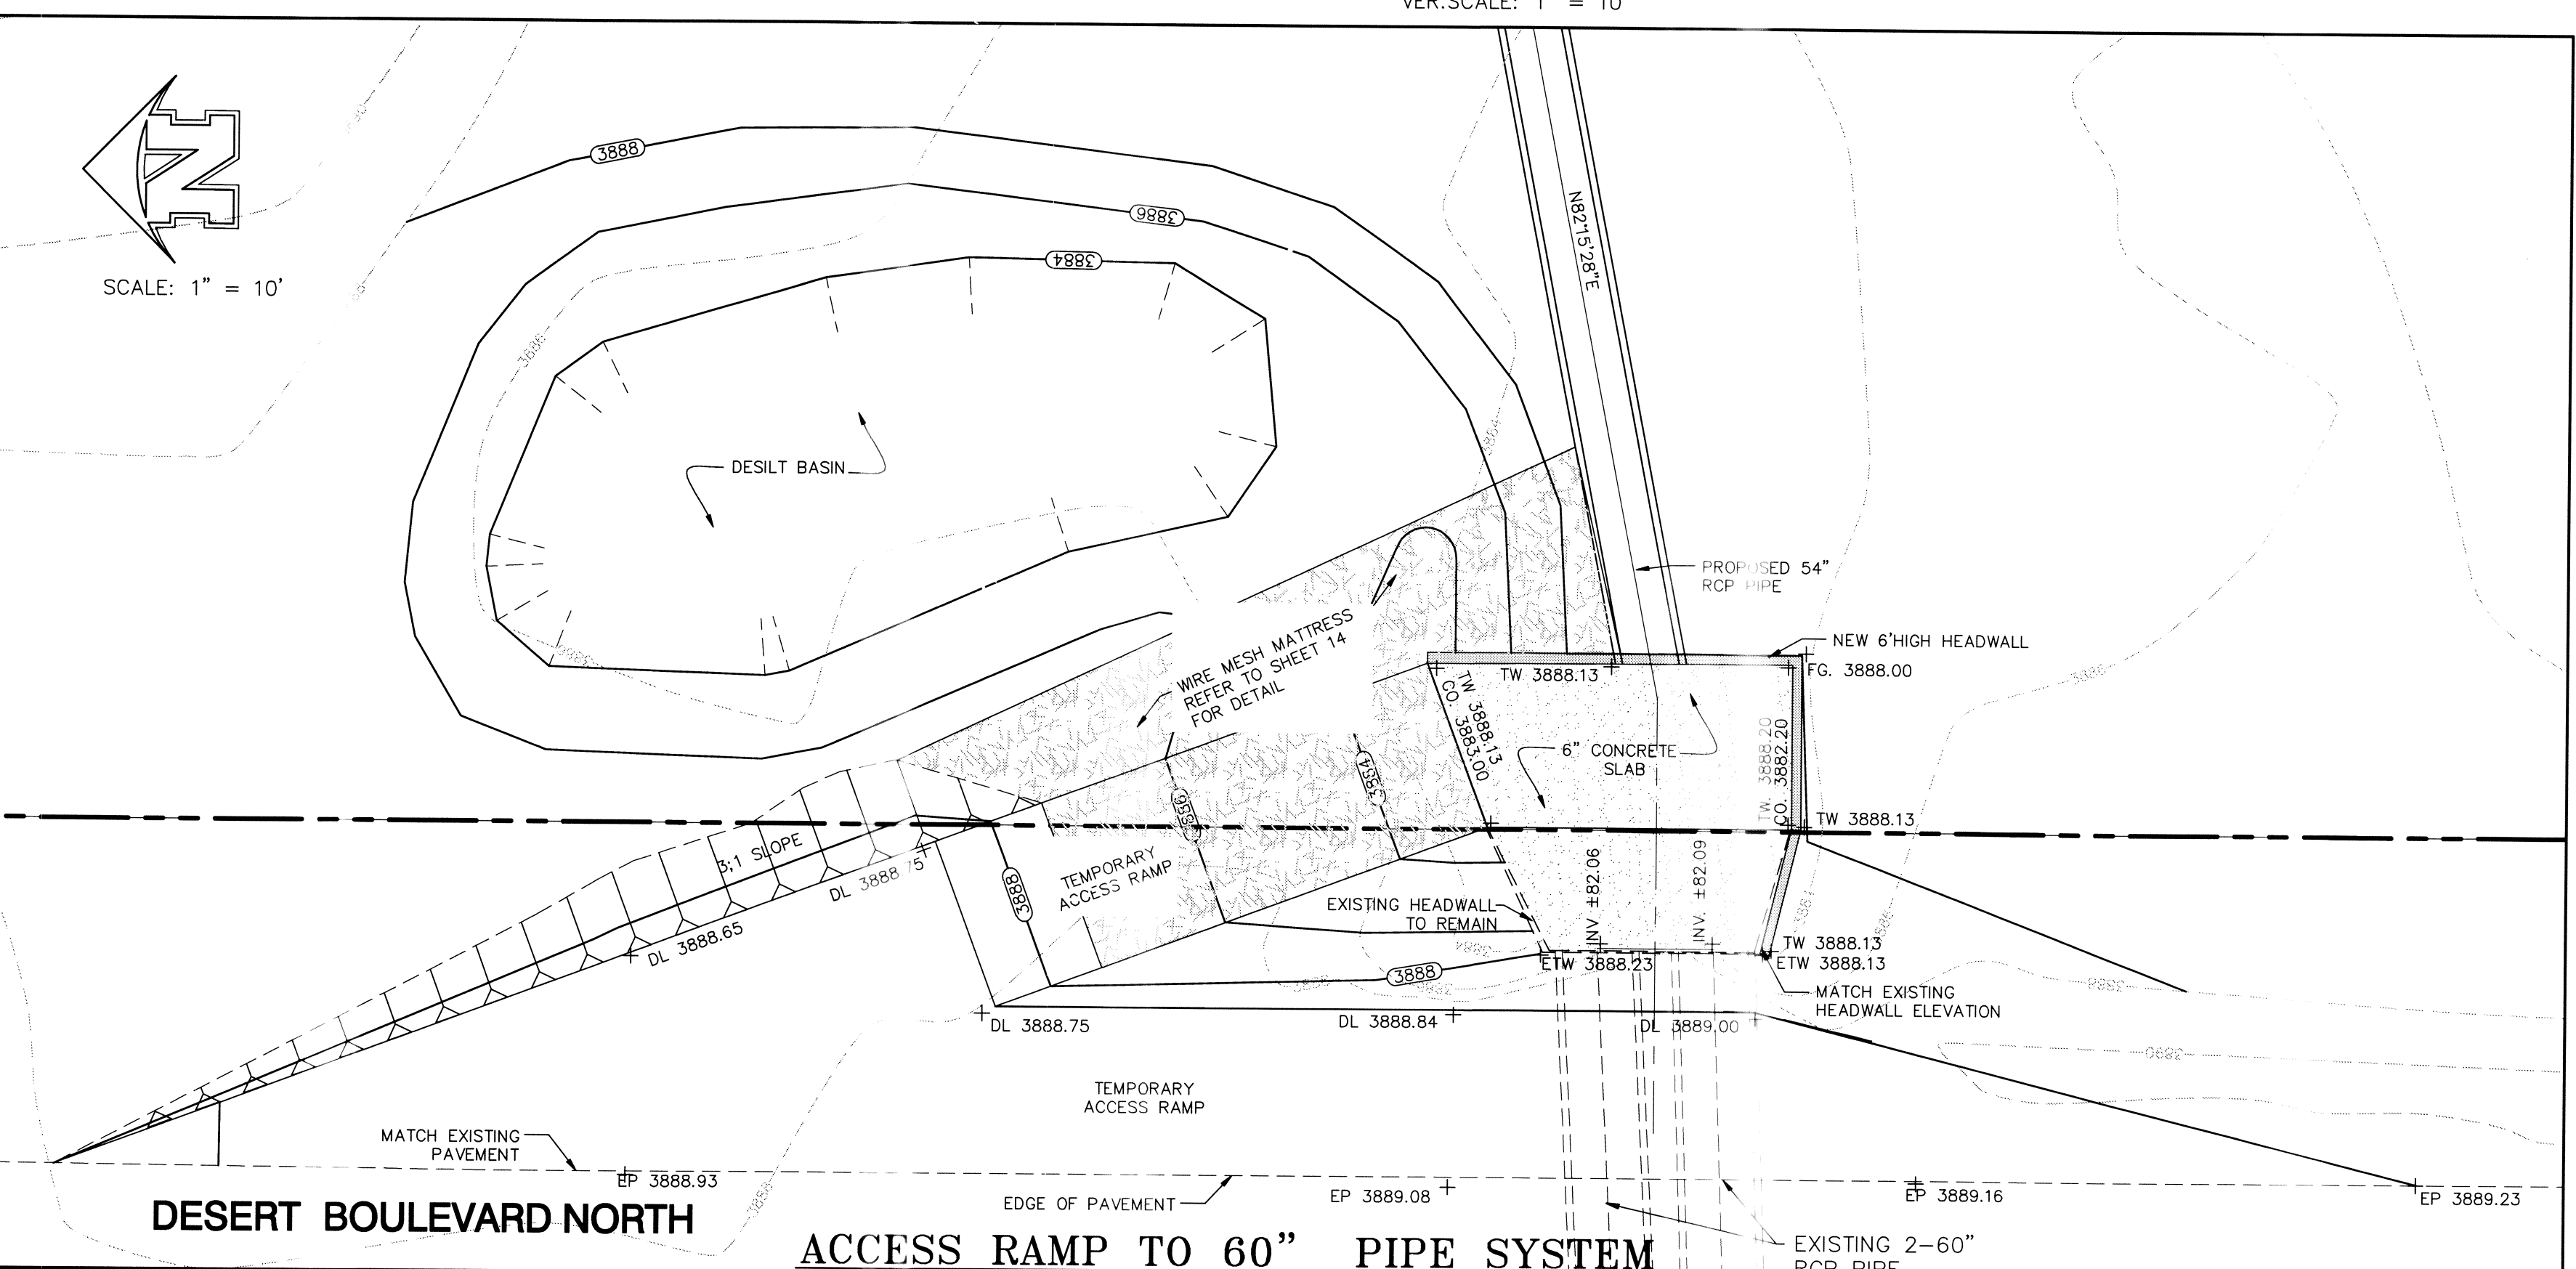 VER.SCALE: 1" = 10'
N
SCALE: 1" = 10'
3888
3886
3884
3886
3884
N82°15'28"E
DESILT BASIN
PROPOSED 54"
RCP PIPE
NEW 6'HIGH HEADWALL
FG. 3888.00
TW 3888.13
TW 3888.13
CO. 3883.00
WIRE MESH MATTRESS
REFER TO SHEET 14
FOR DETAIL
6" CONCRETE
SLAB
TW. 3888.20
CO. 3882.20
TW 3888.13
3884
3:1 SLOPE
DL 3888.75
DL 3888.65
3888
TEMPORARY
ACCESS RAMP
EXISTING HEADWALL
TO REMAIN
INV. ±82.06
INV. ±82.09
3888
ETW 3888.23
TW 3888.13
ETW 3888.13
MATCH EXISTING
HEADWALL ELEVATION
DL 3888.75
DL 3888.84
DL 3889.00
3888
3890
TEMPORARY
ACCESS RAMP
MATCH EXISTING
PAVEMENT
EP 3888.93
EDGE OF PAVEMENT
EP 3889.08
EP 3889.16
EP 3889.23
DESERT BOULEVARD NORTH
3888
ACCESS RAMP TO 60" PIPE SYSTEM
EXISTING 2-60"
RCP PIPE